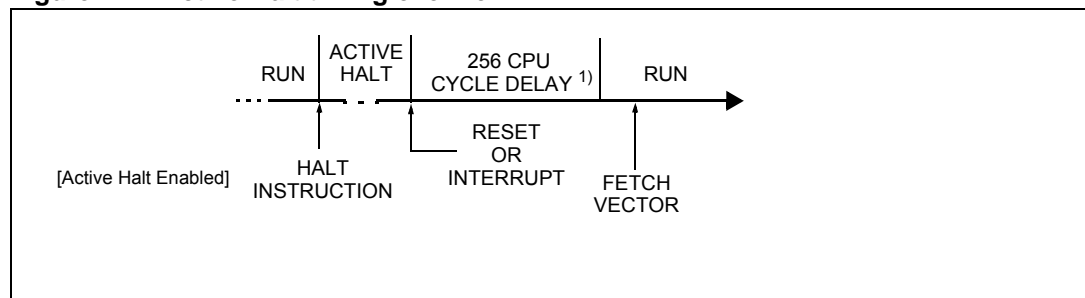 RUN
ACTIVE
HALT
256 CPU
CYCLE DELAY 1)
RUN
[Active Halt Enabled]
HALT
INSTRUCTION
RESET
OR
INTERRUPT
FETCH
VECTOR